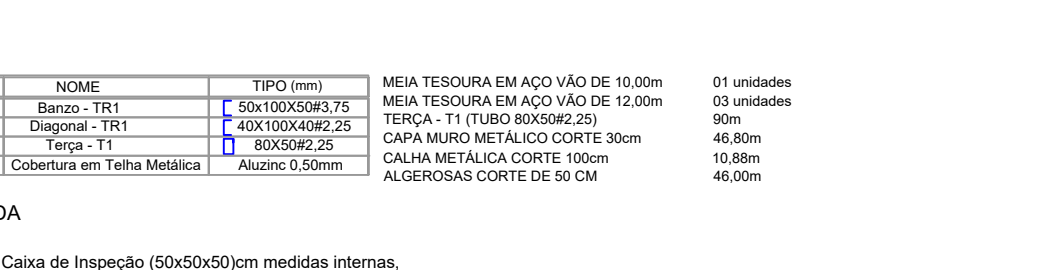 NOME TIPO (mm)
Banzo - TR1 50x100X50#3,75
Diagonal - TR1 40X100X40#2,25
Terça - T1 80X50#2,25
Cobertura em Telha Metálica Aluzinc 0,50mm
MEIA TESOURA EM AÇO VÃO DE 10,00m 01 unidades
MEIA TESOURA EM AÇO VÃO DE 12,00m 03 unidades
TERÇA - T1 (TUBO 80X50#2,25) 90m
CAPA MURO METÁLICO CORTE 30cm 46,80m
CALHA METÁLICA CORTE 100cm 10,88m
ALGEROSAS CORTE DE 50 CM 46,00m
DA
Caixa de Inspeção (50x50x50)cm medidas internas,